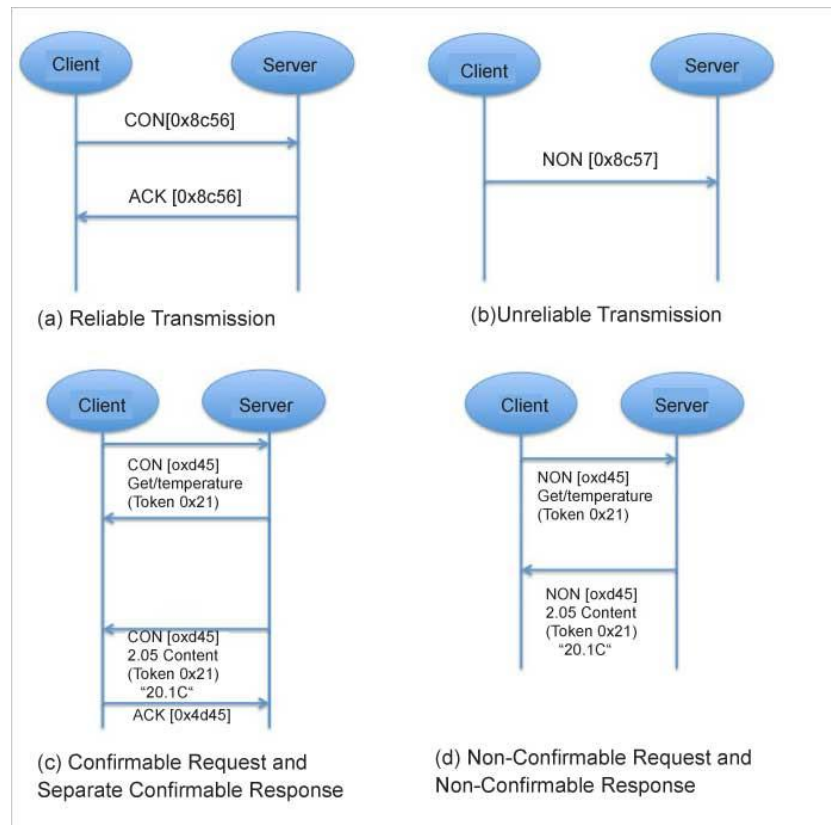 Client
Server
CON[0x8c56]
ACK [0x8c56]
(a) Reliable Transmission
Client
Server
NON [0x8c57]
(b)Unreliable Transmission
Client
Server
CON [oxd45]
Get/temperature
(Token 0x21)
CON [oxd45]
2.05 Content
(Token 0x21)
"20.1C"
ACK [0x4d45]
(c) Confirmable Request and
Separate Confirmable Response
Client
Server
NON [oxd45]
Get/temperature
(Token 0x21)
NON [oxd45]
2.05 Content
(Token 0x21)
"20.1C"
(d) Non-Confirmable Request and
Non-Confirmable Response